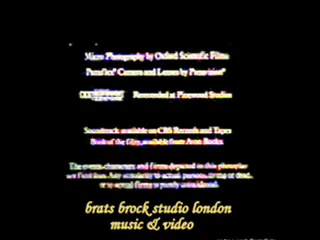 Micro Photography by Oxford Scientific Films
Panaflex® Camera and Lenses by Panavision®
Rerecorded at Pinewood Studios
Soundtrack available on CBS Records and Tapes
Book of the Film available from Avon Books
The events, characters and firms depicted in this photoplay
are fictitious. Any similarity to actual persons, living or dead,
or to actual firms is purely coincidental.
brats brock studio london
music & video